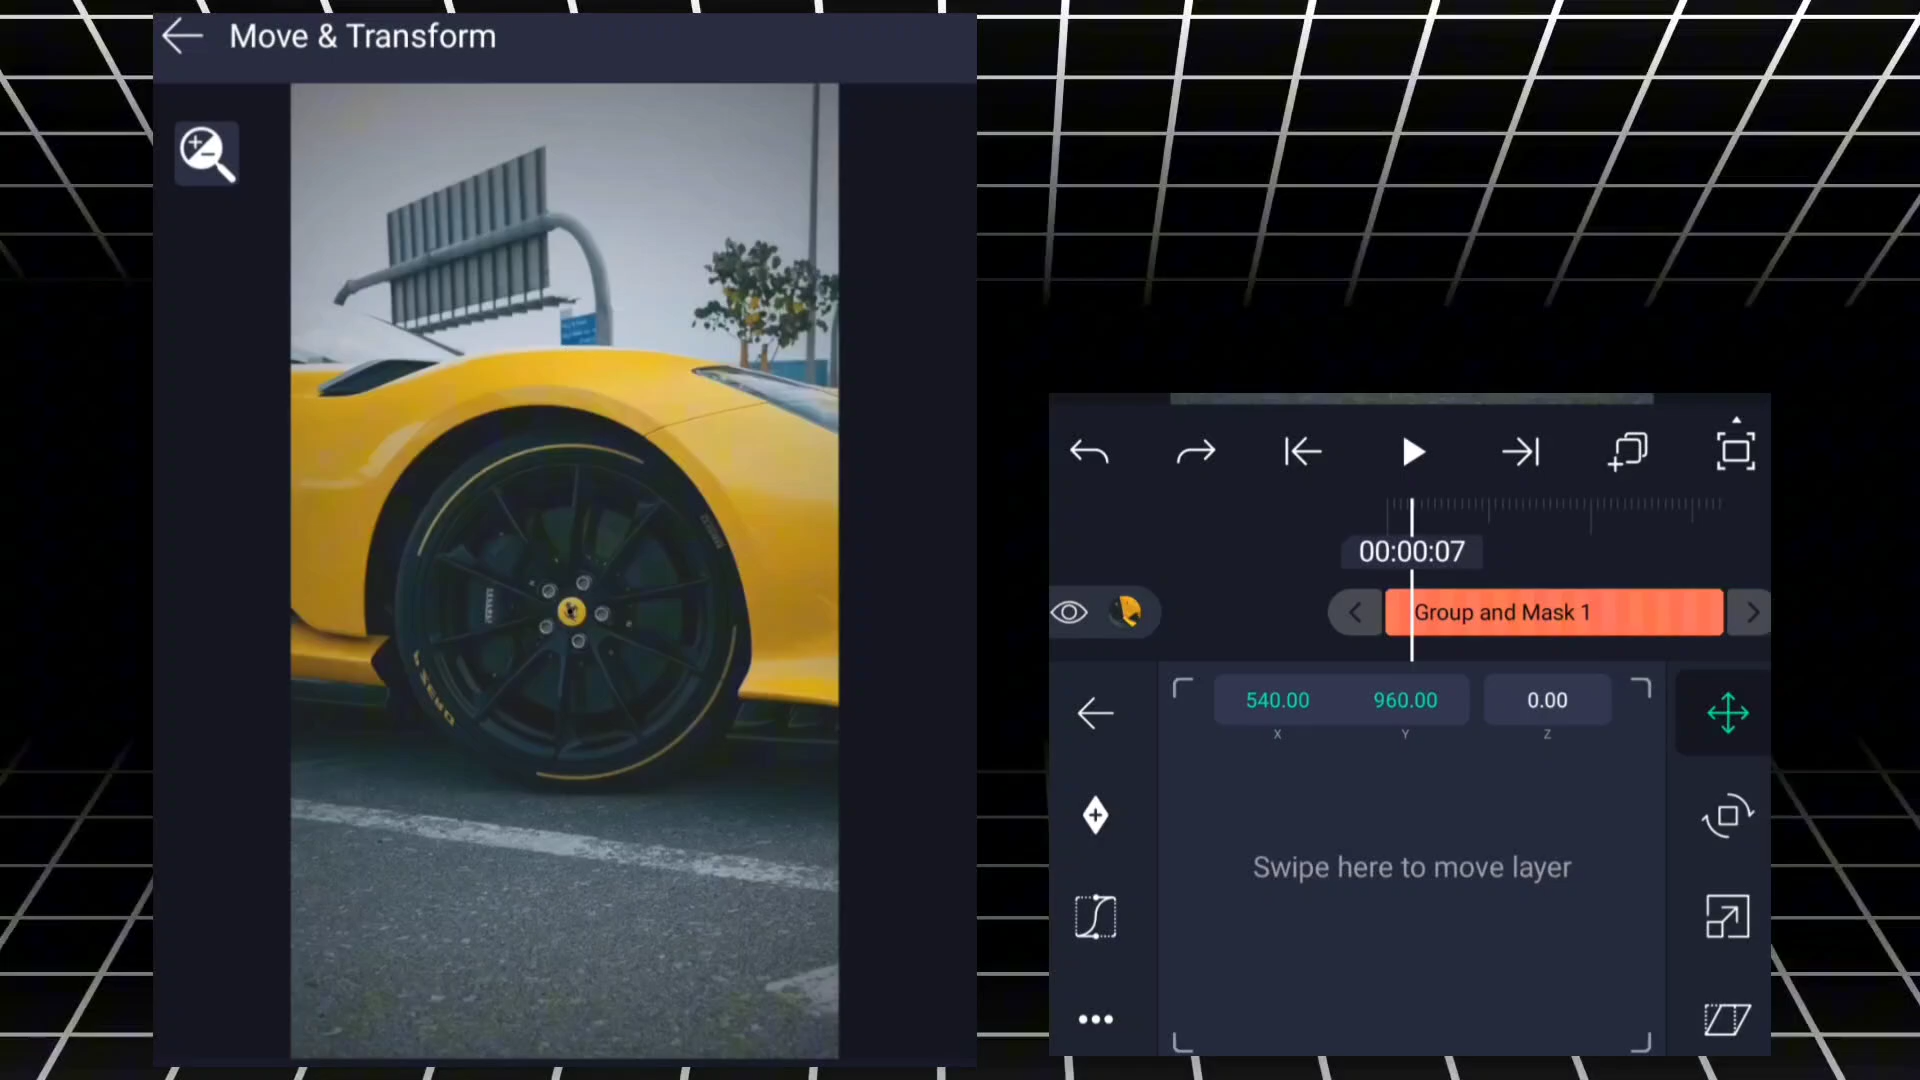 Move & Transform
P ZERO
00:00:07
Group and Mask 1
540.00 960.00 0.00
X Y Z
Swipe here to move layer